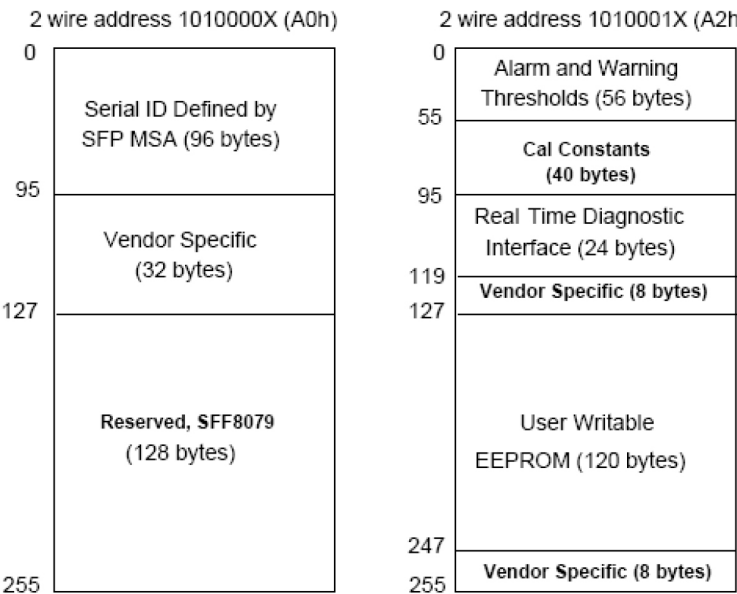 2 wire address 1010000X (A0h)
0
Serial ID Defined by
SFP MSA (96 bytes)
95
Vendor Specific
(32 bytes)
127
Reserved, SFF8079
(128 bytes)
255
2 wire address 1010001X (A2h
0
Alarm and Warning
Thresholds (56 bytes)
55
Cal Constants
(40 bytes)
95
Real Time Diagnostic
Interface (24 bytes)
119
Vendor Specific (8 bytes)
127
User Writable
EEPROM (120 bytes)
247
Vendor Specific (8 bytes)
255